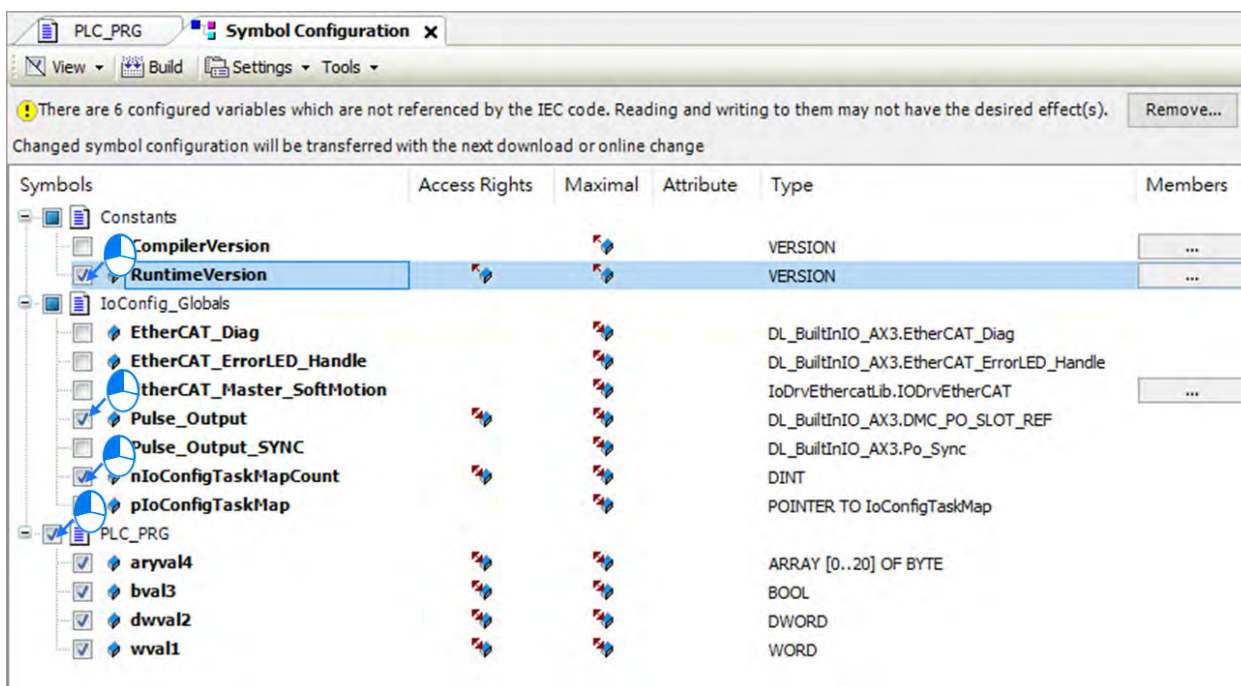 PLC_PRG Symbol Configuration X
View Build Settings Tools
There are 6 configured variables which are not referenced by the IEC code. Reading and writing to them may not have the desired effect(s). Remove...
Changed symbol configuration will be transferred with the next download or online change
Symbols Access Rights Maximal Attribute Type Members
Constants
CompilerVersion VERSION ...
RuntimeVersion VERSION ...
IoConfig_Globals
EtherCAT_Diag DL_BuiltInIO_AX3.EtherCAT_Diag
EtherCAT_ErrorLED_Handle DL_BuiltInIO_AX3.EtherCAT_ErrorLED_Handle
EtherCAT_Master_SoftMotion IoDrvEthercatLib.IODrvEtherCAT ...
Pulse_Output DL_BuiltInIO_AX3.DMC_PO_SLOT_REF
Pulse_Output_SYNC DL_BuiltInIO_AX3.Po_Sync
nIoConfigTaskMapCount DINT
pIoConfigTaskMap POINTER TO IoConfigTaskMap
PLC_PRG
aryval4 ARRAY [0..20] OF BYTE
bval3 BOOL
dwval2 DWORD
wval1 WORD